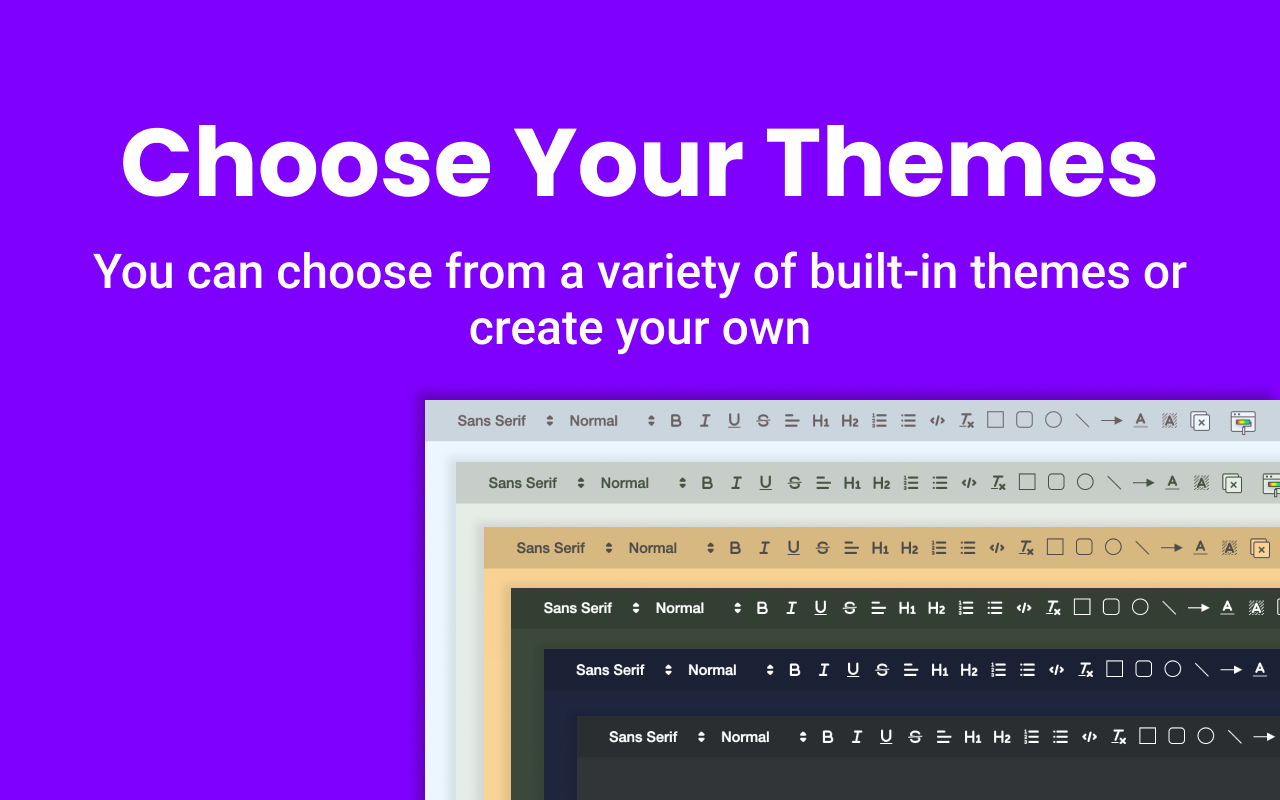 Choose Your Themes
You can choose from a variety of built-in themes or
create your own
Sans Serif Normal B I U S H1 H2 </> Tx A A
Sans Serif Normal B I U S H1 H2 </> Tx A A
Sans Serif Normal B I U S H1 H2 </> Tx A A
Sans Serif Normal B I U S H1 H2 </> Tx A A
Sans Serif Normal B I U S H1 H2 </> Tx A
Sans Serif Normal B I U S H1 H2 </> Tx